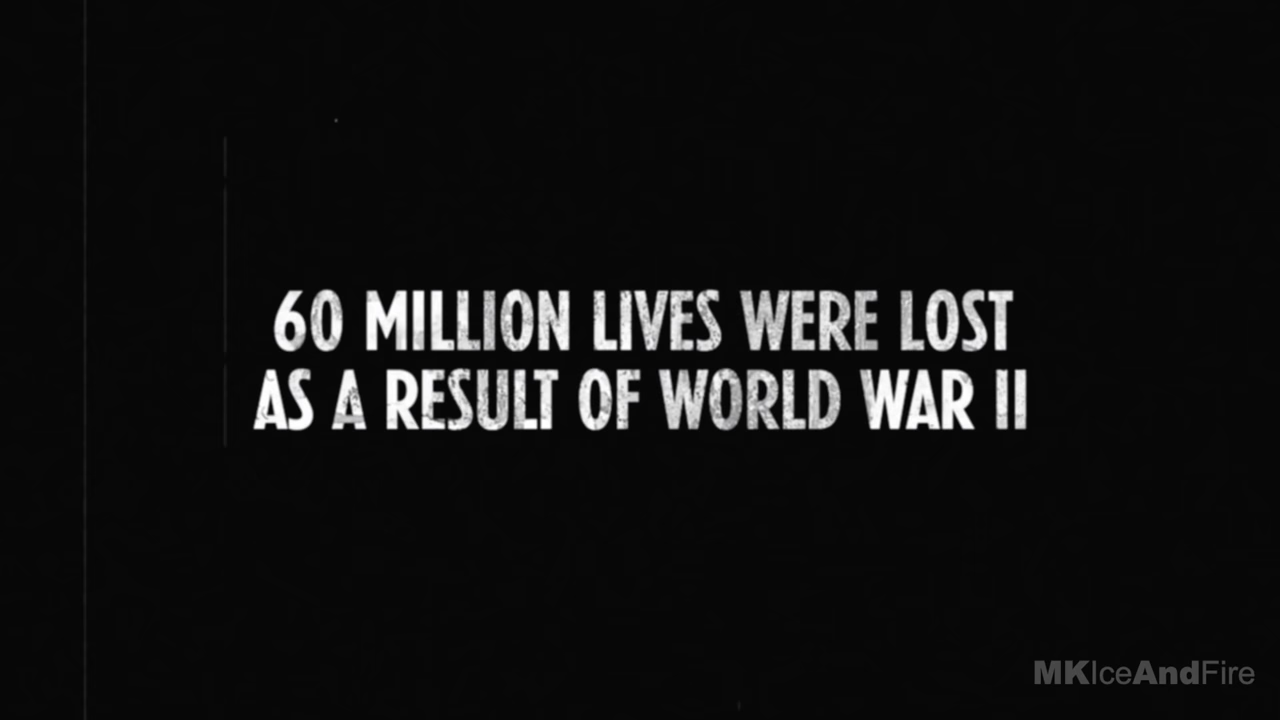 60 MILLION LIVES WERE LOST
AS A RESULT OF WORLD WAR II
MKIceAndFire